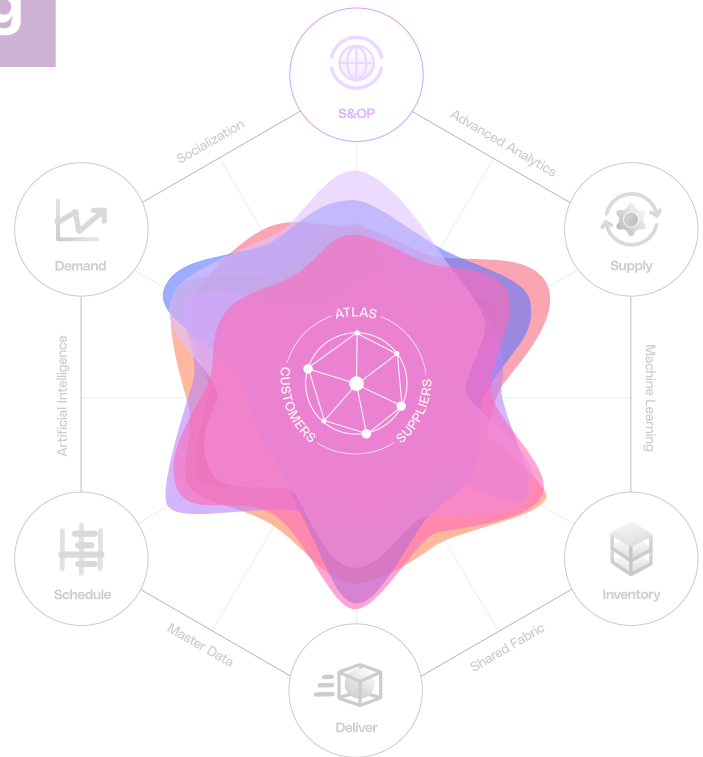 g
S&OP
Socialization
Advanced Analytics
Demand
Supply
ATLAS
CUSTOMERS
SUPPLIERS
Artificial Intelligence
Machine Learning
Schedule
Inventory
Master Data
Shared Fabric
Deliver